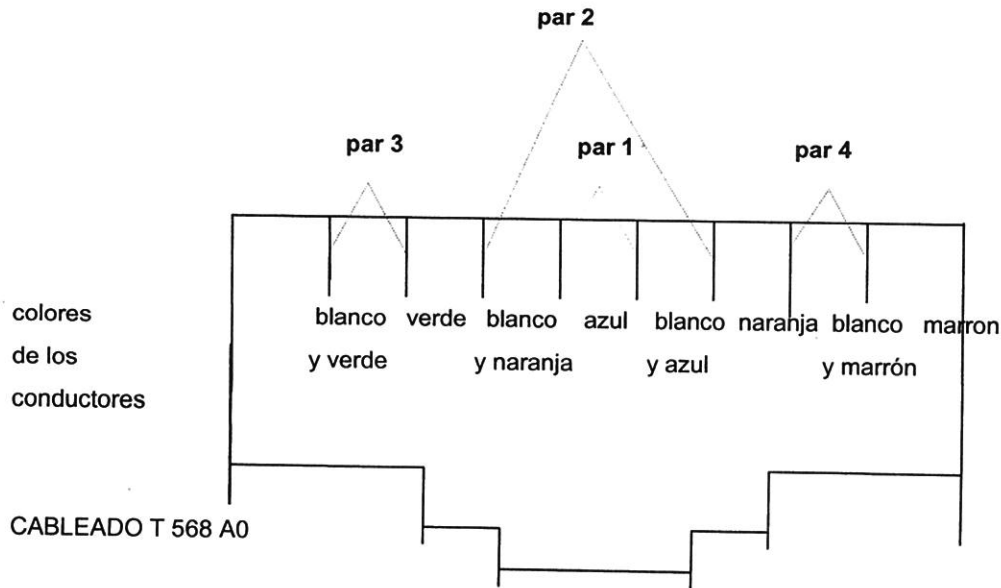 par 2
par 3 par 1 par 4
colores blanco verde blanco azul blanco naranja blanco marron
de los y verde y naranja y azul y marrón
conductores
CABLEADO T 568 A0